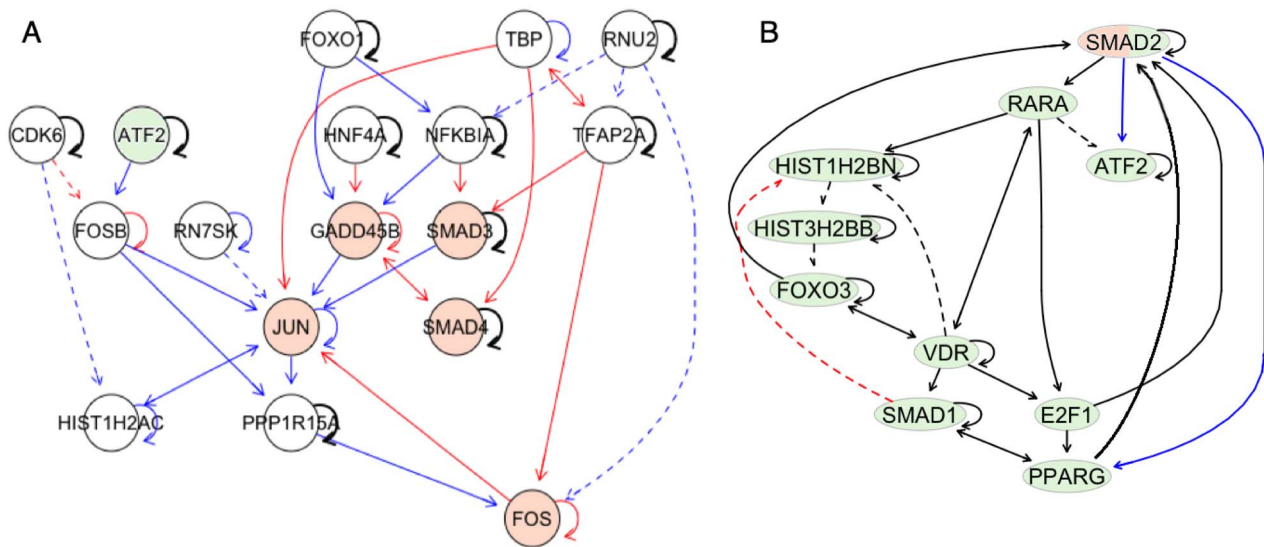 A
FOXO1
TBP
RNU2
CDK6
ATF2
HNF4A
NFKBIA
TFAP2A
FOSB
RN7SK
GADD45B
SMAD3
JUN
SMAD4
HIST1H2AC
PPP1R15A
FOS
B
SMAD2
RARA
HIST1H2BN
ATF2
HIST3H2BB
FOXO3
VDR
SMAD1
E2F1
PPARG